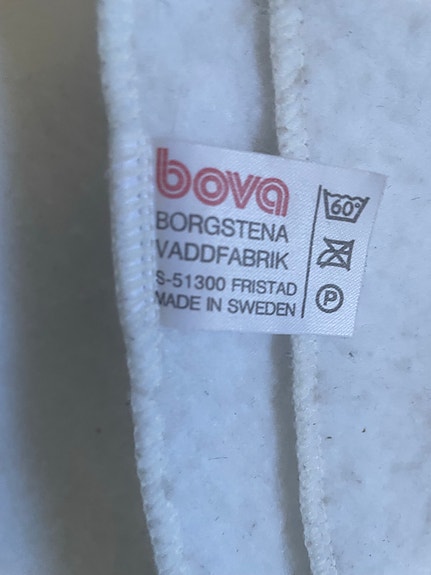 bova
BORGSTENA
VADDFABRIK
S-51300 FRISTAD
MADE IN SWEDEN
60°
P